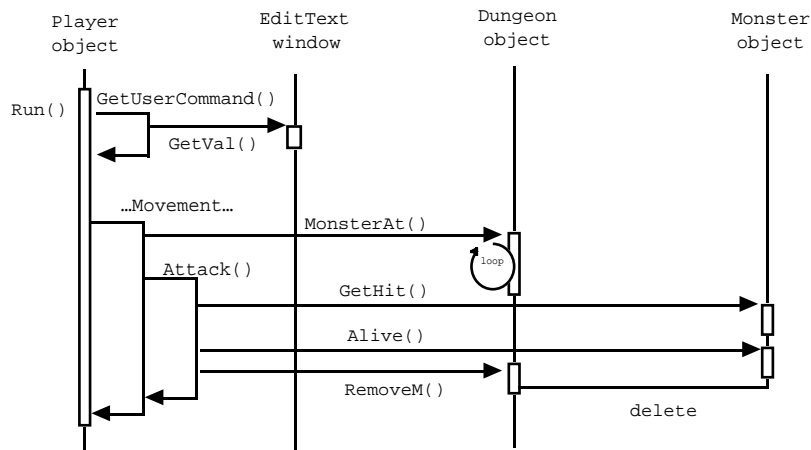 Player
object
EditText
window
Dungeon
object
Monster
object
Run()
GetUserCommand()
GetVal()
…Movement…
MonsterAt()
loop
Attack()
GetHit()
Alive()
RemoveM()
delete